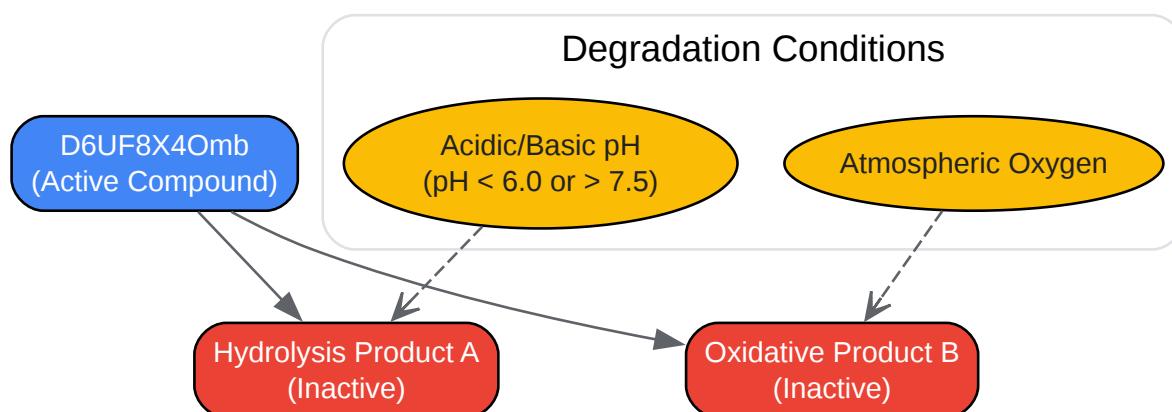 Degradation Conditions
D6UF8X4Omb
(Active Compound)
Acidic/Basic pH
(pH < 6.0 or > 7.5)
Atmospheric Oxygen
Hydrolysis Product A
(Inactive)
Oxidative Product B
(Inactive)